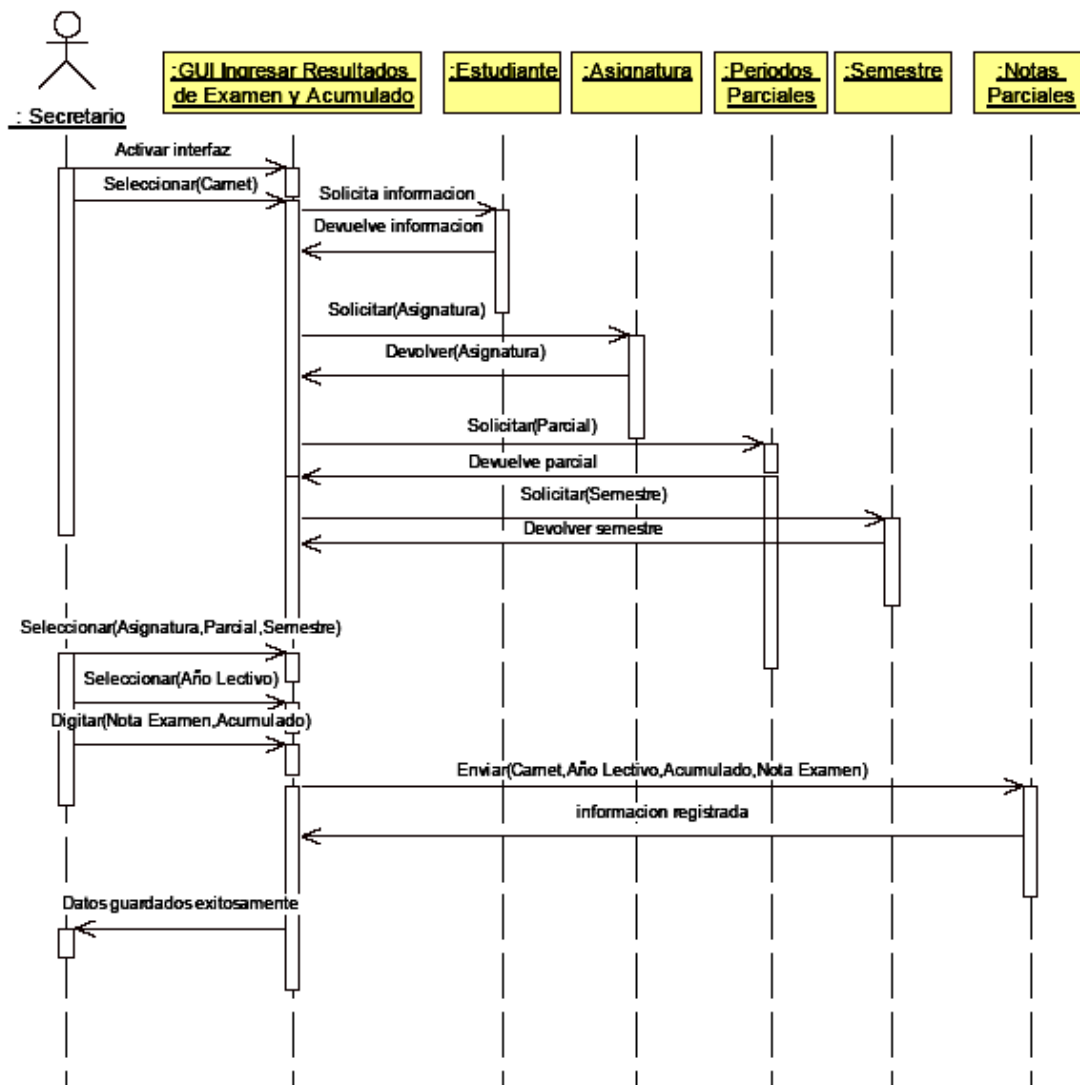 : Secretario
:GUI Ingresar Resultados
de Examen y Acumulado
:Estudiante
:Asignatura
:Periodos
Parciales
:Semestre
:Notas
Parciales
Activar interfaz
Seleccionar(Carnet)
Solicita informacion
Devuelve informacion
Solicitar(Asignatura)
Devolver(Asignatura)
Solicitar(Parcial)
Devuelve parcial
Solicitar(Semestre)
Devolver semestre
Seleccionar(Asignatura,Parcial,Semestre)
Seleccionar(Año Lectivo)
Digitar(Nota Examen,Acumulado)
Enviar(Carnet,Año Lectivo,Acumulado,Nota Examen)
informacion registrada
Datos guardados exitosamente